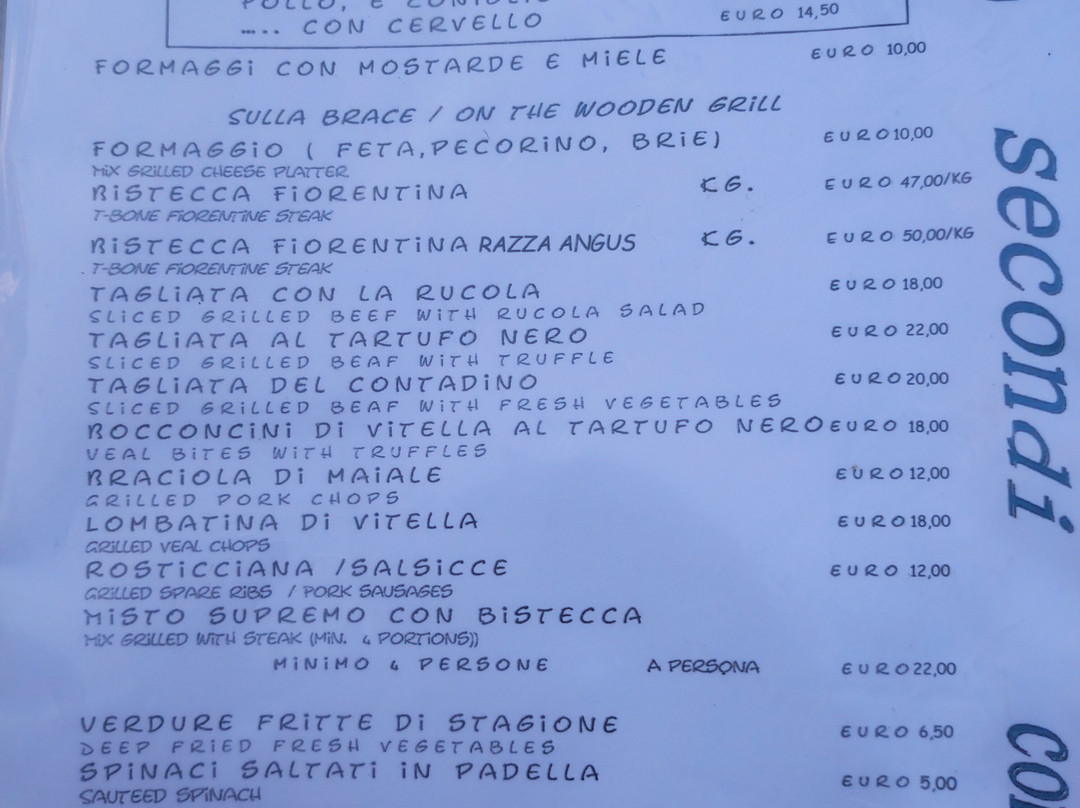 POLLO, E CONIGLIO
..... CON CERVELLO EURO 14,50
FORMAGGI CON MOSTARDE E MIELE EURO 10,00
SULLA BRACE / ON THE WOODEN GRILL
FORMAGGIO ( FETA, PECORINO, BRIE) EURO 10,00
MIX GRILLED CHEESE PLATTER
BISTECCA FIORENTINA KG. EURO 47,00/KG
T-BONE FIORENTINE STEAK
BISTECCA FIORENTINA RAZZA ANGUS KG. EURO 50,00/KG
T-BONE FIORENTINE STEAK
TAGLIATA CON LA RUCOLA EURO 18,00
SLICED GRILLED BEEF WITH RUCOLA SALAD
TAGLIATA AL TARTUFO NERO EURO 22,00
SLICED GRILLED BEAF WITH TRUFFLE
TAGLIATA DEL CONTADINO EURO 20,00
SLICED GRILLED BEAF WITH FRESH VEGETABLES
BOCCONCINI DI VITELLA AL TARTUFO NERO EURO 18,00
VEAL BITES WITH TRUFFLES
BRACIOLA DI MAIALE EURO 12,00
GRILLED PORK CHOPS
LOMBATINA DI VITELLA EURO 18,00
GRILLED VEAL CHOPS
ROSTICCIANA /SALSICCE EURO 12,00
GRILLED SPARE RIBS / PORK SAUSAGES
MISTO SUPREMO CON BISTECCA
MIX GRILLED WITH STEAK (MIN. 4 PORTIONS))
MINIMO 4 PERSONE A PERSONA EURO 22,00
VERDURE FRITTE DI STAGIONE EURO 6,50
DEEP FRIED FRESH VEGETABLES
SPINACI SALTATI IN PADELLA EURO 5,00
SAUTEED SPINACH
secondi